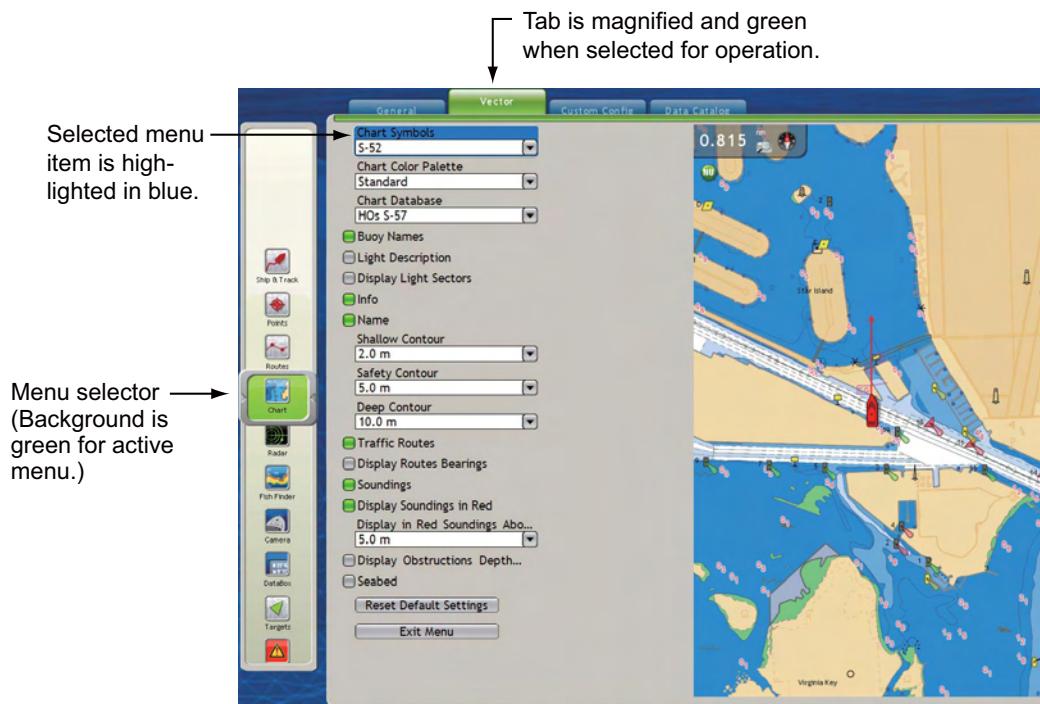 Tab is magnified and green
when selected for operation.
General
Vector
Custom Config
Data Catalog
Selected menu
item is high-
lighted in blue.
Chart Symbols
S-52
Chart Color Palette
Standard
Chart Database
HOs S-57
Buoy Names
Light Description
Display Light Sectors
Info
Name
Shallow Contour
2.0 m
Safety Contour
5.0 m
Deep Contour
10.0 m
Traffic Routes
Display Routes Bearings
Soundings
Display Soundings in Red
Display in Red Soundings Abo...
5.0 m
Display Obstructions Depth...
Seabed
Reset Default Settings
Exit Menu
Menu selector
(Background is
green for active
menu.)
Ship & Track
Points
Routes
Chart
Radar
Fish Finder
Camera
DataBox
Targets
0.815 nm
NU
Star Island
Virginia Key